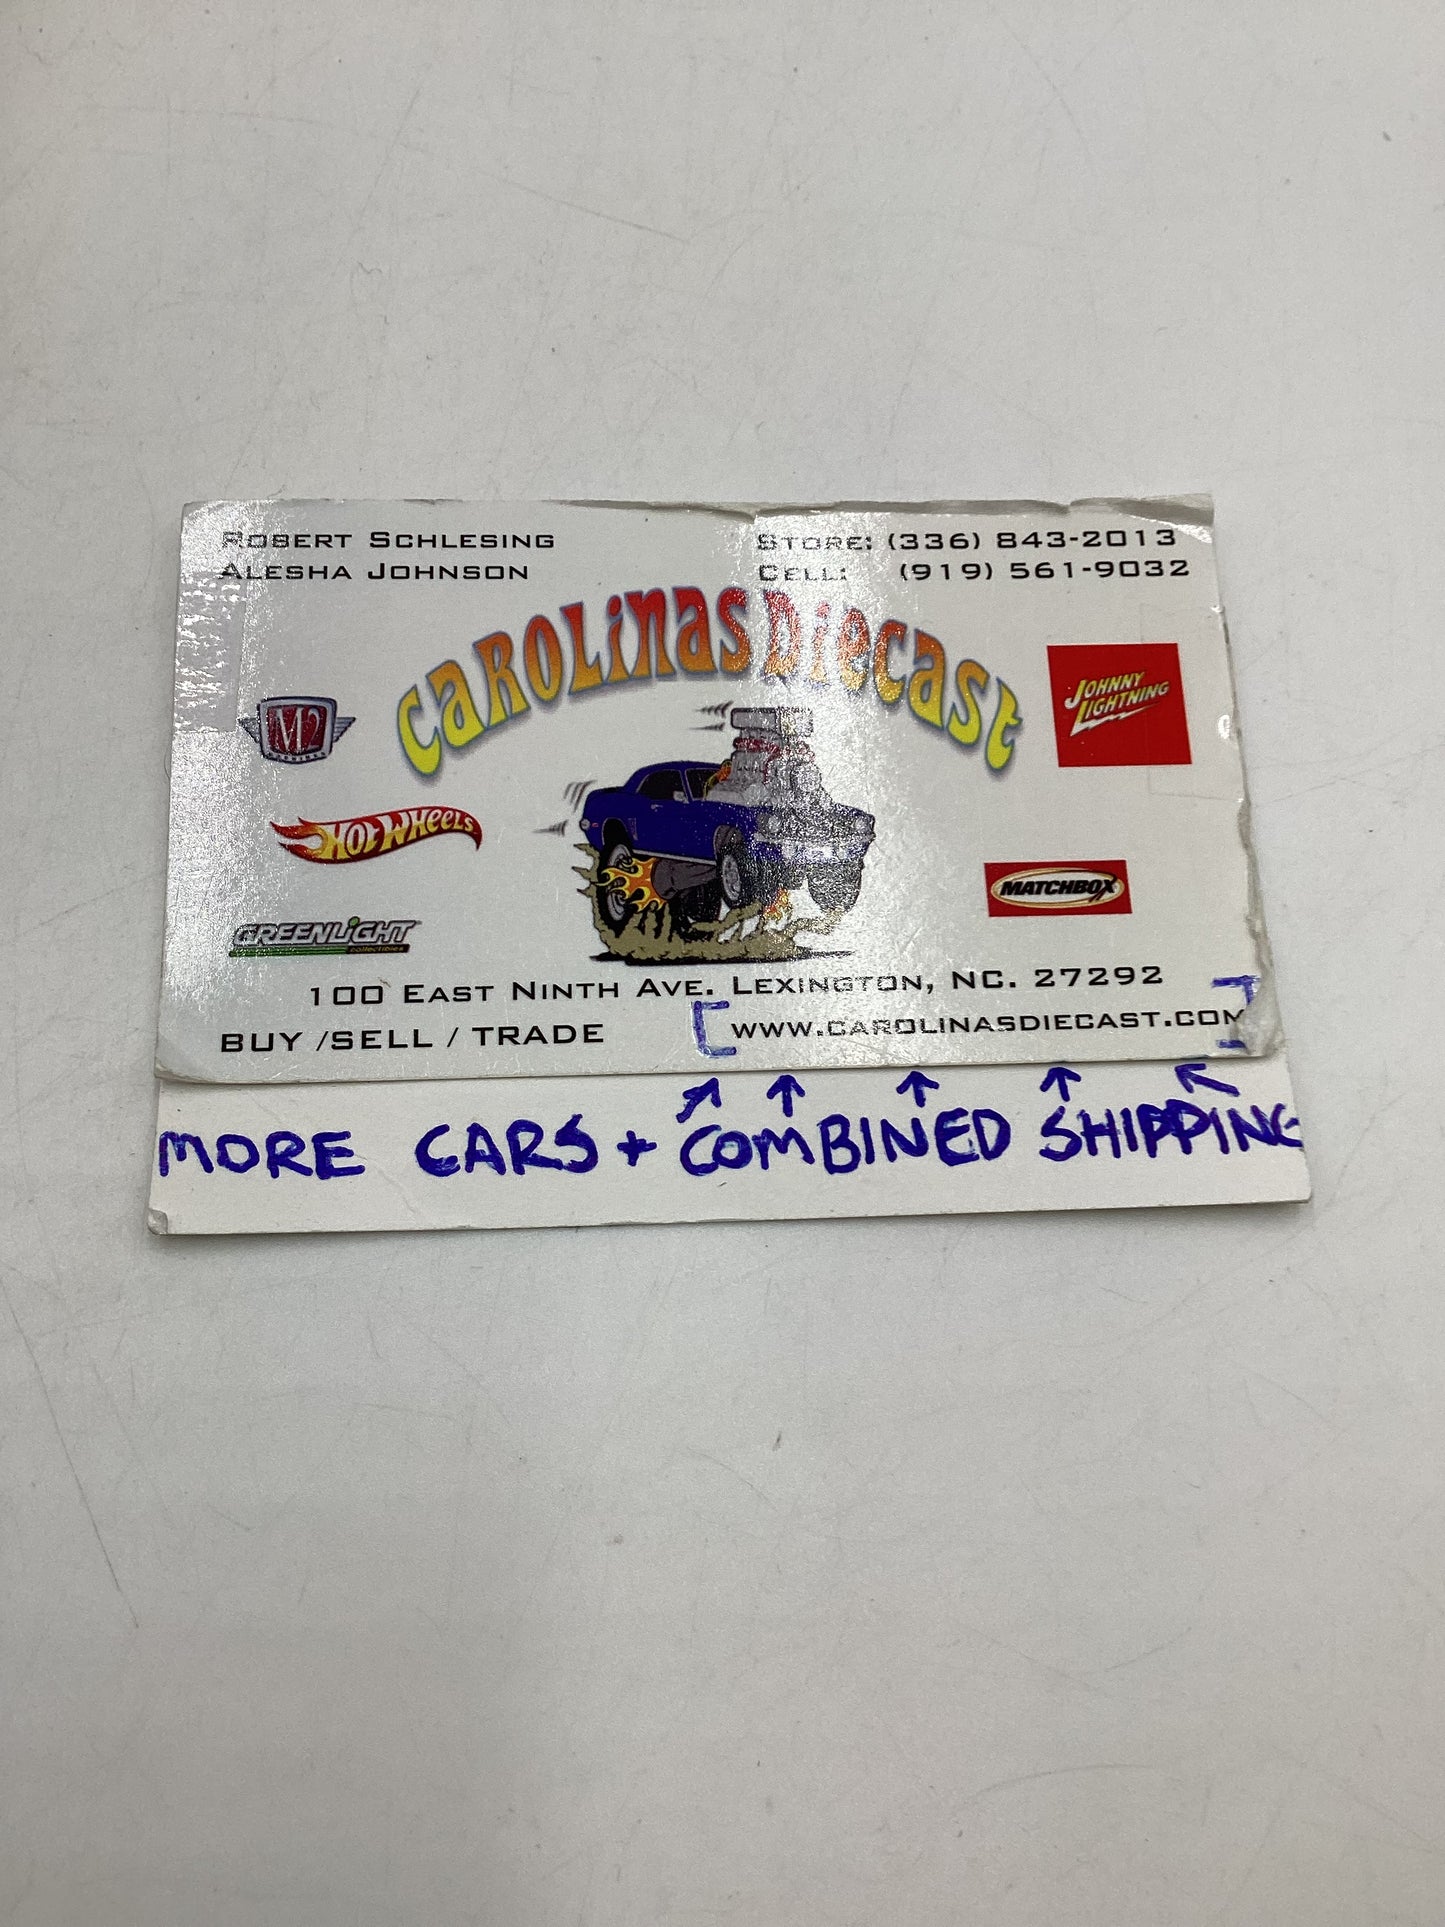 ROBERT SCHLESING
ALESHA JOHNSON
STORE: (336) 843-2013
CELL: (919) 561-9032
CAROLINAS DIECAST
M2
JOHNNY LIGHTNING
HOT WHEELS
MATCHBOX
GREENLIGHT
collectibles
100 EAST NINTH AVE. LEXINGTON, NC. 27292
BUY /SELL / TRADE
WWW.CAROLINASDIECAST.COM
MORE CARS + COMBINED SHIPPING